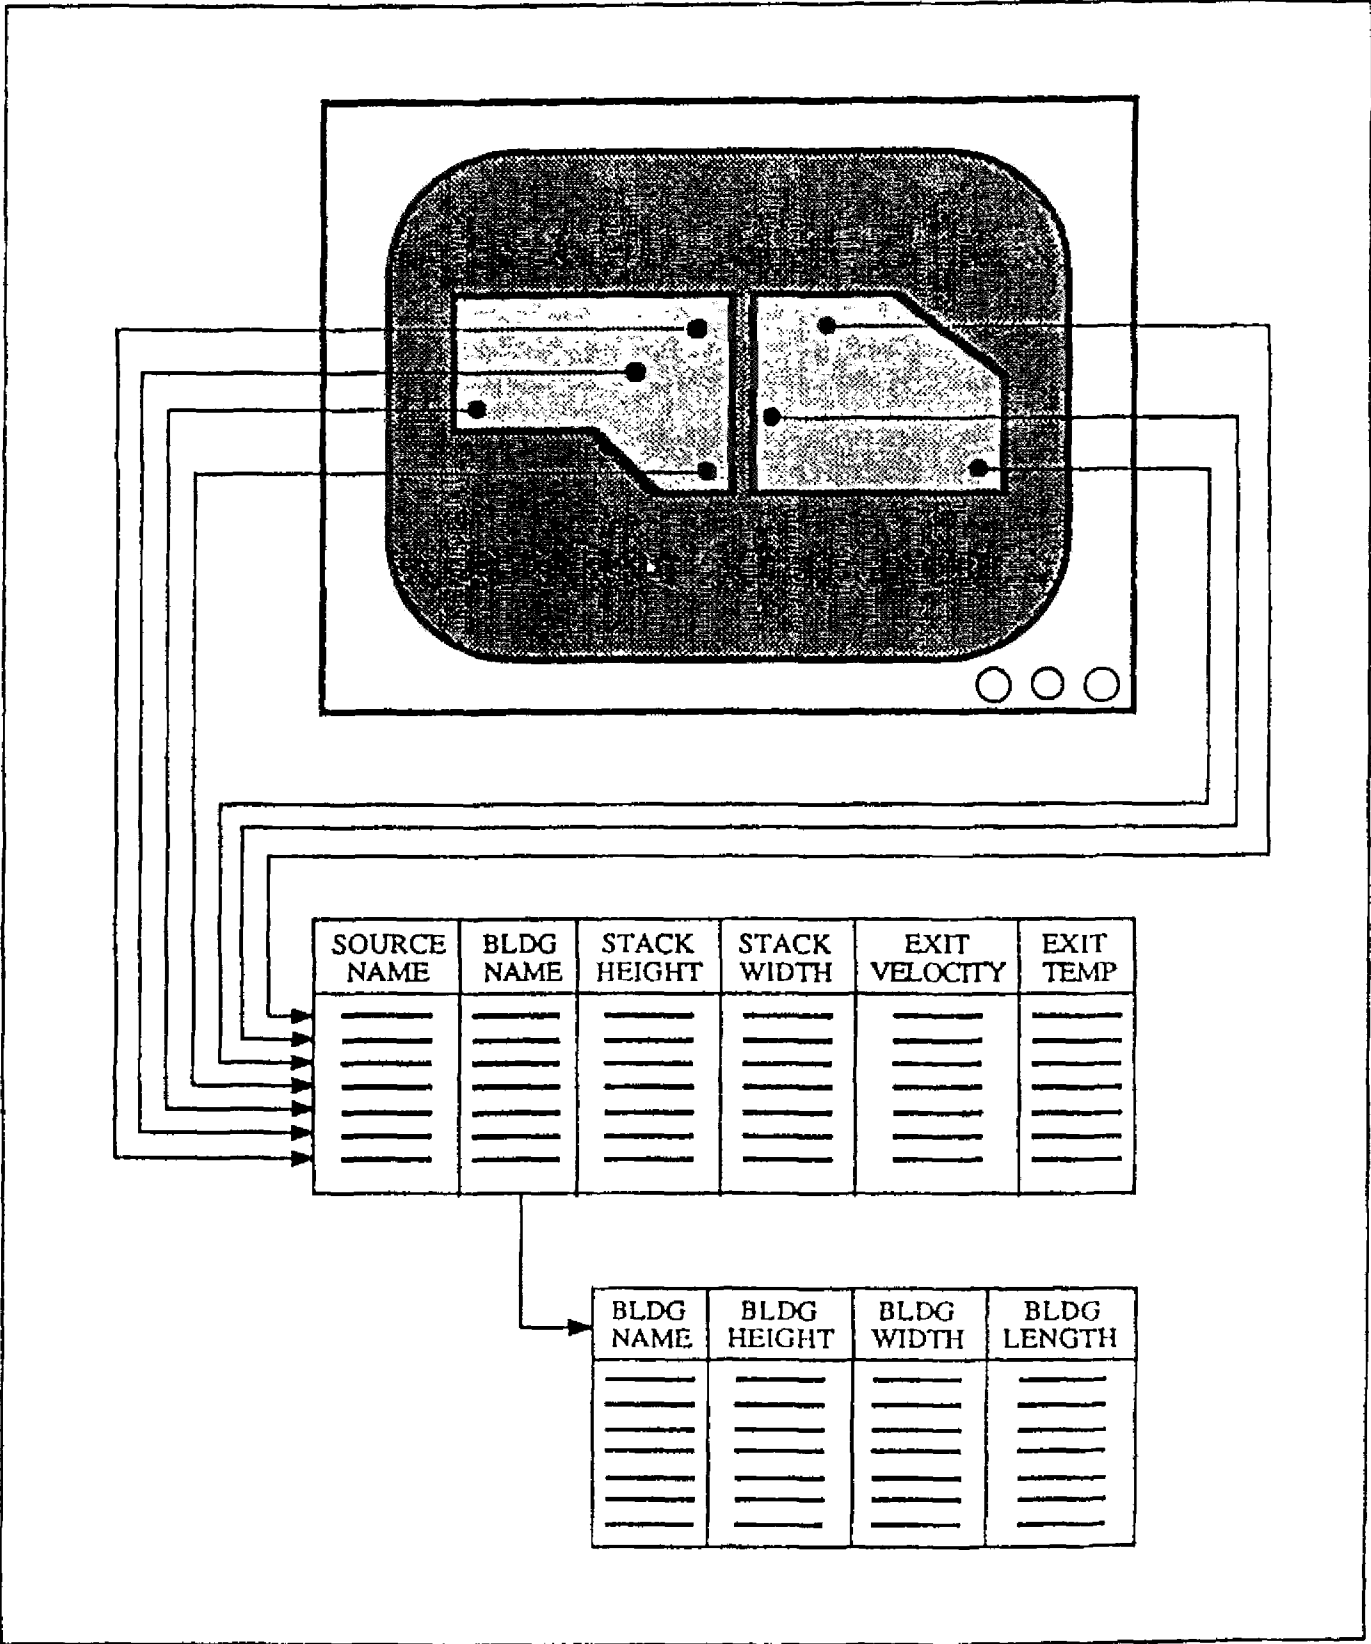 SOURCE NAME
BLDG NAME
STACK HEIGHT
STACK WIDTH
EXIT VELOCITY
EXIT TEMP
BLDG NAME
BLDG HEIGHT
BLDG WIDTH
BLDG LENGTH